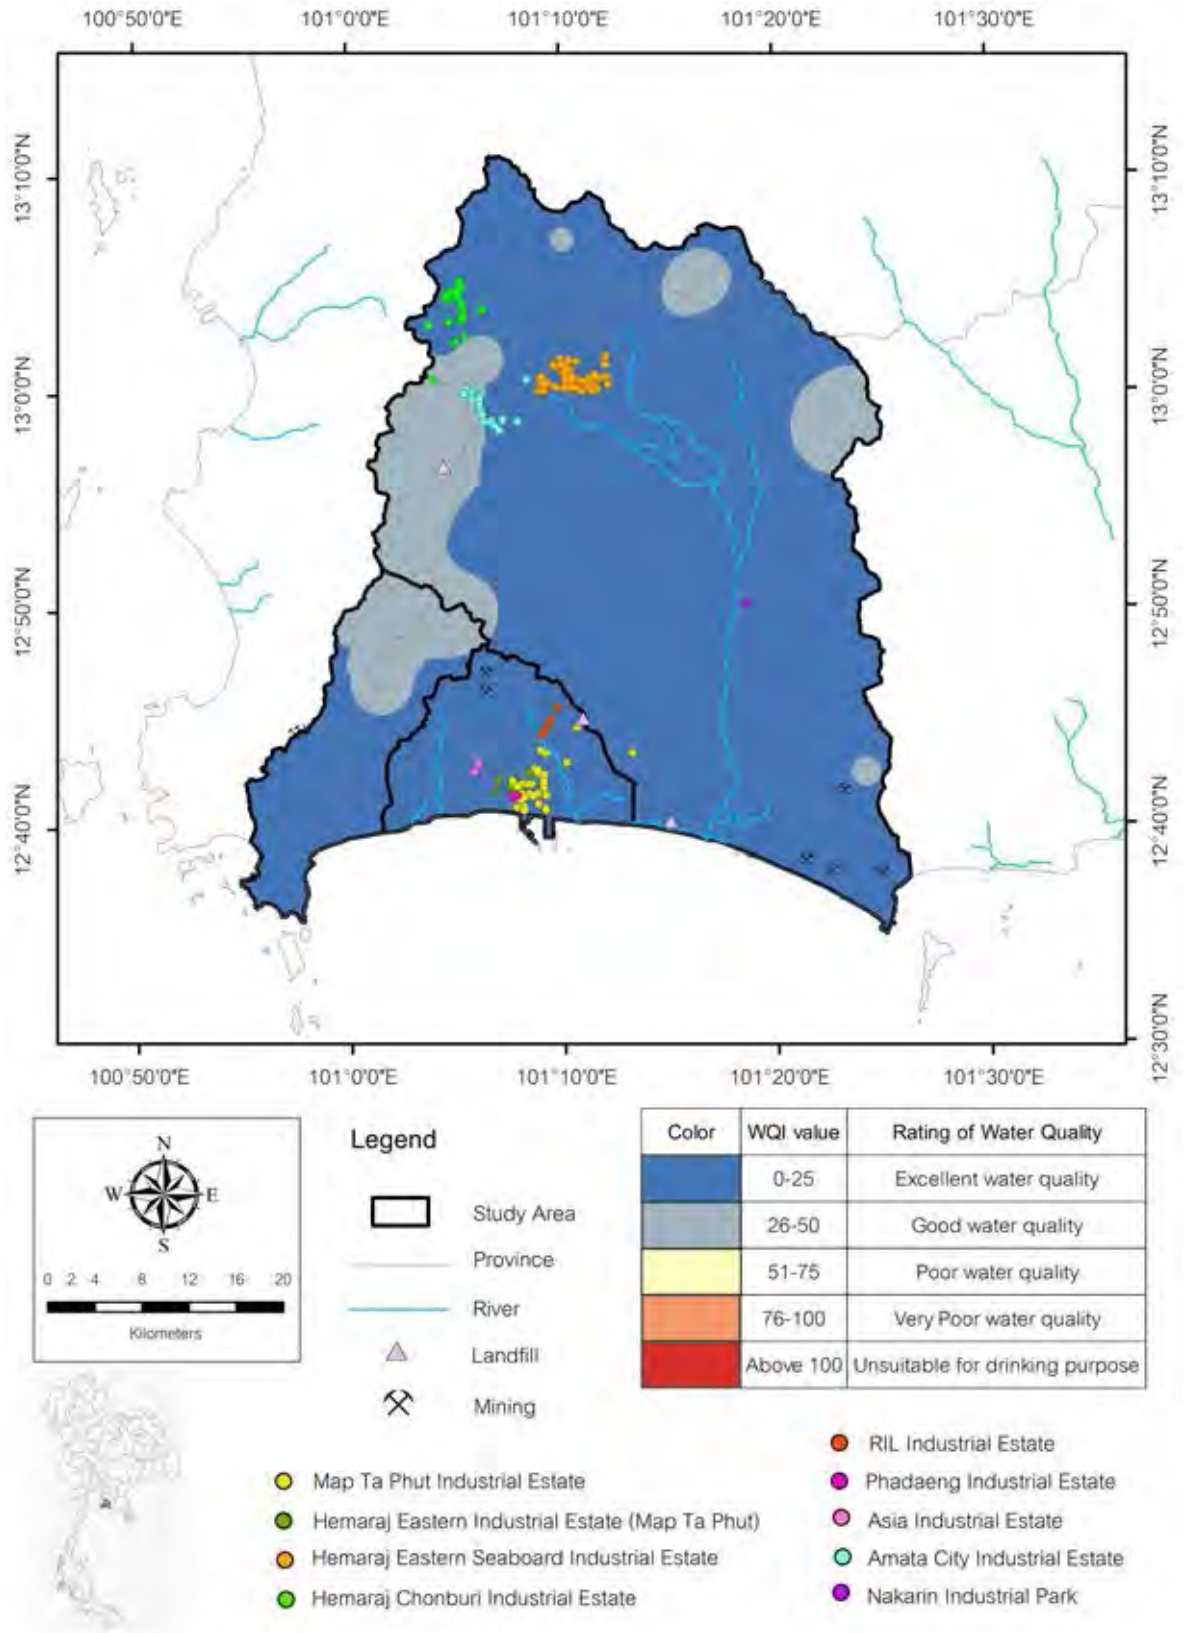 100°50'0"E 101°0'0"E 101°10'0"E 101°20'0"E 101°30'0"E
13°10'0"N 13°10'0"N
13°0'0"N 13°0'0"N
12°50'0"N 12°50'0"N
12°40'0"N 12°40'0"N
12°30'0"N
100°50'0"E 101°0'0"E 101°10'0"E 101°20'0"E 101°30'0"E
N
W E
S
0 2 4 8 12 16 20
Kilometers
Legend
Study Area
Province
River
Landfill
Mining
Color WQI value Rating of Water Quality
0-25 Excellent water quality
26-50 Good water quality
51-75 Poor water quality
76-100 Very Poor water quality
Above 100 Unsuitable for drinking purpose
Map Ta Phut Industrial Estate
Hemaraj Eastern Industrial Estate (Map Ta Phut)
Hemaraj Eastern Seaboard Industrial Estate
Hemaraj Chonburi Industrial Estate
RIL Industrial Estate
Phadaeng Industrial Estate
Asia Industrial Estate
Amata City Industrial Estate
Nakarin Industrial Park